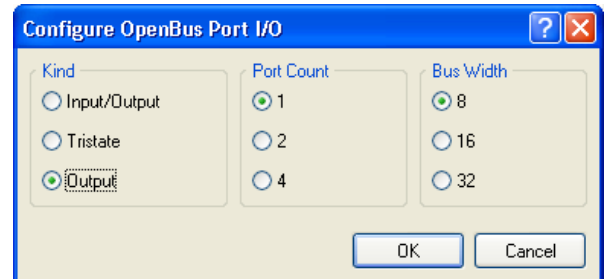 Configure OpenBus Port I/O
Kind Port Count Bus Width
Input/Output 1 8
Tristate 2 16
Output 4 32
OK Cancel